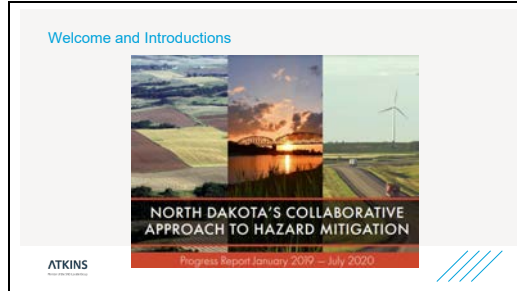 Welcome and Introductions
NORTH DAKOTA'S COLLABORATIVE
APPROACH TO HAZARD MITIGATION
Progress Report January 2019 – July 2020
ATKINS